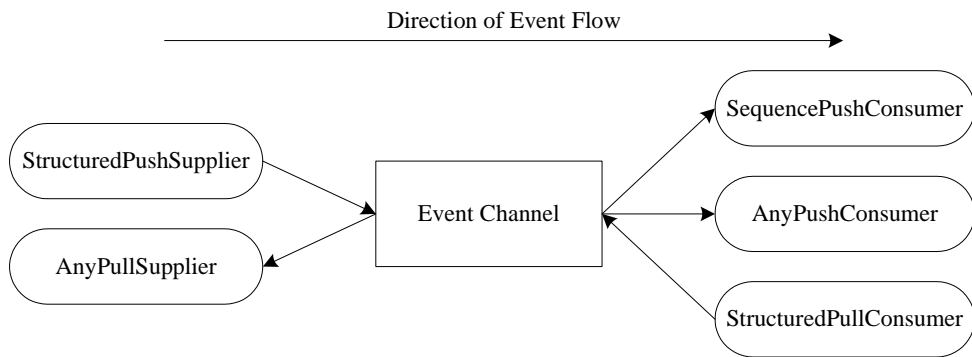 Direction of Event Flow
SequencePushConsumer
StructuredPushSupplier
Event Channel
AnyPushConsumer
AnyPullSupplier
StructuredPullConsumer